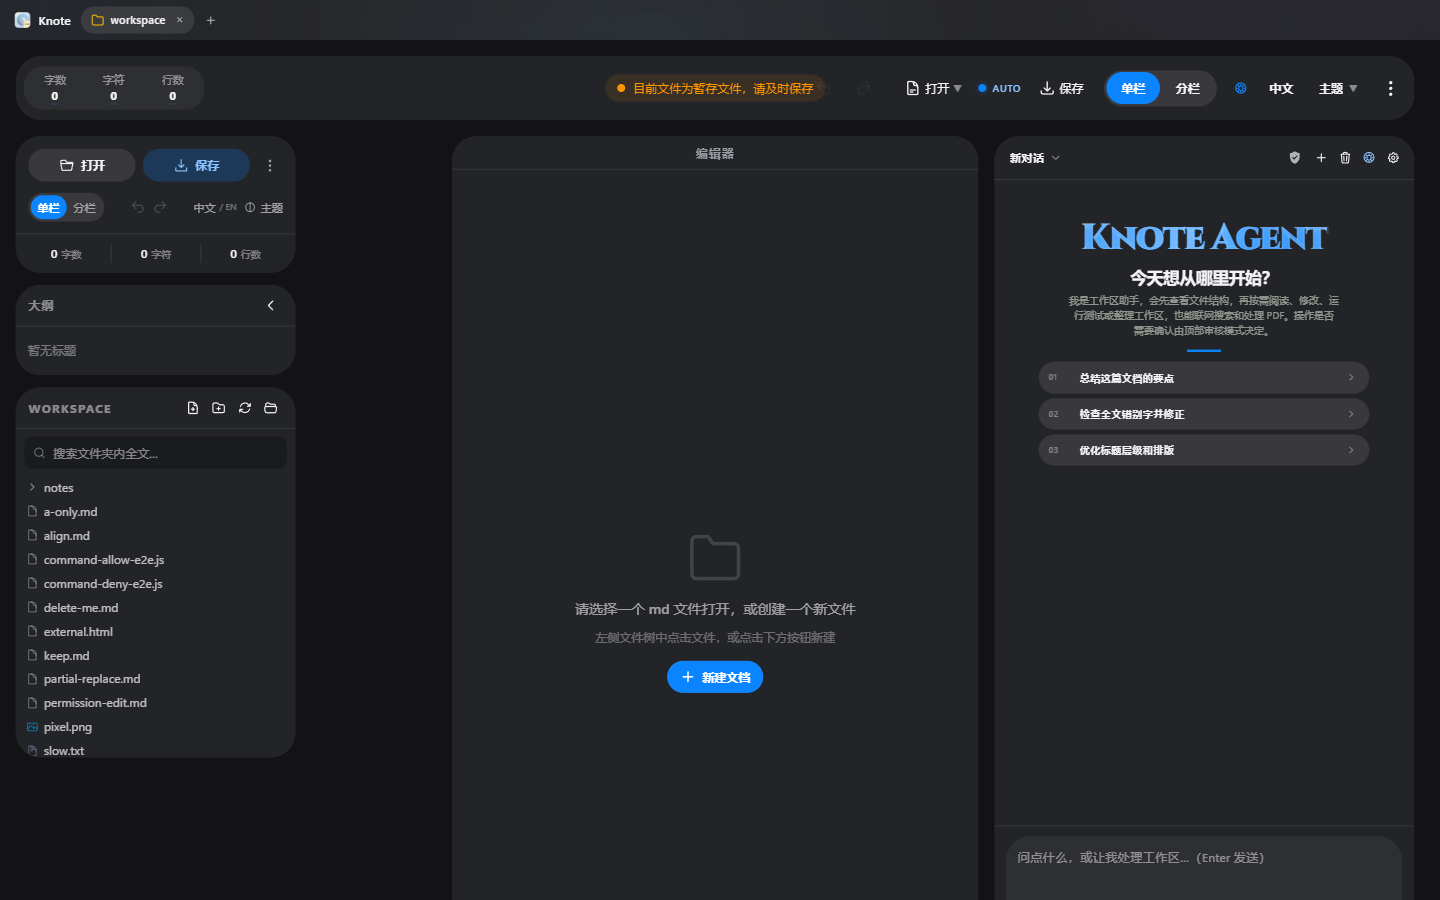 Knote
workspace
字数
0
字符
0
行数
0
目前文件为暂存文件，请及时保存
打开
AUTO
保存
单栏
分栏
中文
主题
打开
保存
单栏
分栏
中文 / EN
主题
0 字数
0 字符
0 行数
大纲
暂无标题
WORKSPACE
搜索文件夹内全文...
notes
a-only.md
align.md
command-allow-e2e.js
command-deny-e2e.js
delete-me.md
external.html
keep.md
partial-replace.md
permission-edit.md
pixel.png
slow.txt
编辑器
请选择一个 md 文件打开，或创建一个新文件
左侧文件树中点击文件，或点击下方按钮新建
新建文档
新对话
KNOTE AGENT
今天想从哪里开始？
我是工作区助手，会先查看文件结构，再按需阅读、修改、运
行测试或整理工作区，也能联网搜索和处理 PDF。操作是否
需要确认由顶部审核模式决定。
01 总结这篇文档的要点
02 检查全文错别字并修正
03 优化标题层级和排版
问点什么，或让我处理工作区...（Enter 发送）